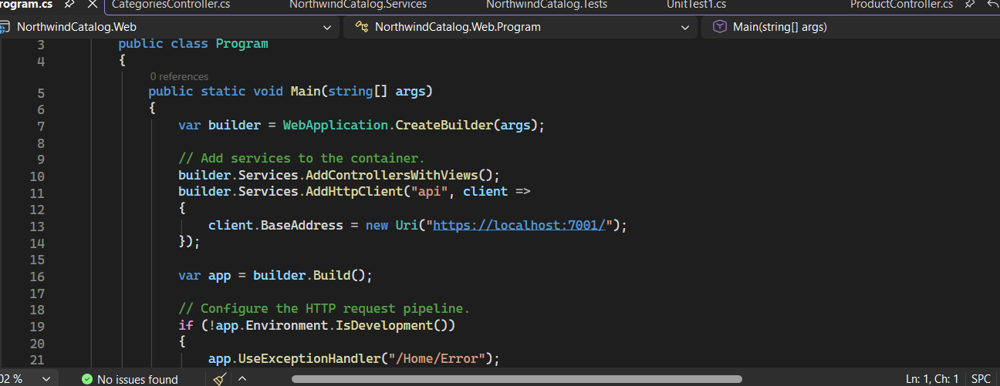 rogram.cs CategoriesController.cs NorthwindCatalog.Services NorthwindCatalog.Tests UnitTest1.cs ProductController.cs
NorthwindCatalog.Web NorthwindCatalog.Web.Program Main(string[] args)
3 public class Program
4 {
0 references
5 public static void Main(string[] args)
6 {
7 var builder = WebApplication.CreateBuilder(args);
8
9 // Add services to the container.
10 builder.Services.AddControllersWithViews();
11 builder.Services.AddHttpClient("api", client =>
12 {
13 client.BaseAddress = new Uri("https://localhost:7001/");
14 });
15
16 var app = builder.Build();
17
18 // Configure the HTTP request pipeline.
19 if (!app.Environment.IsDevelopment())
20 {
21 app.UseExceptionHandler("/Home/Error");
02 % No issues found Ln: 1, Ch: 1 SPC